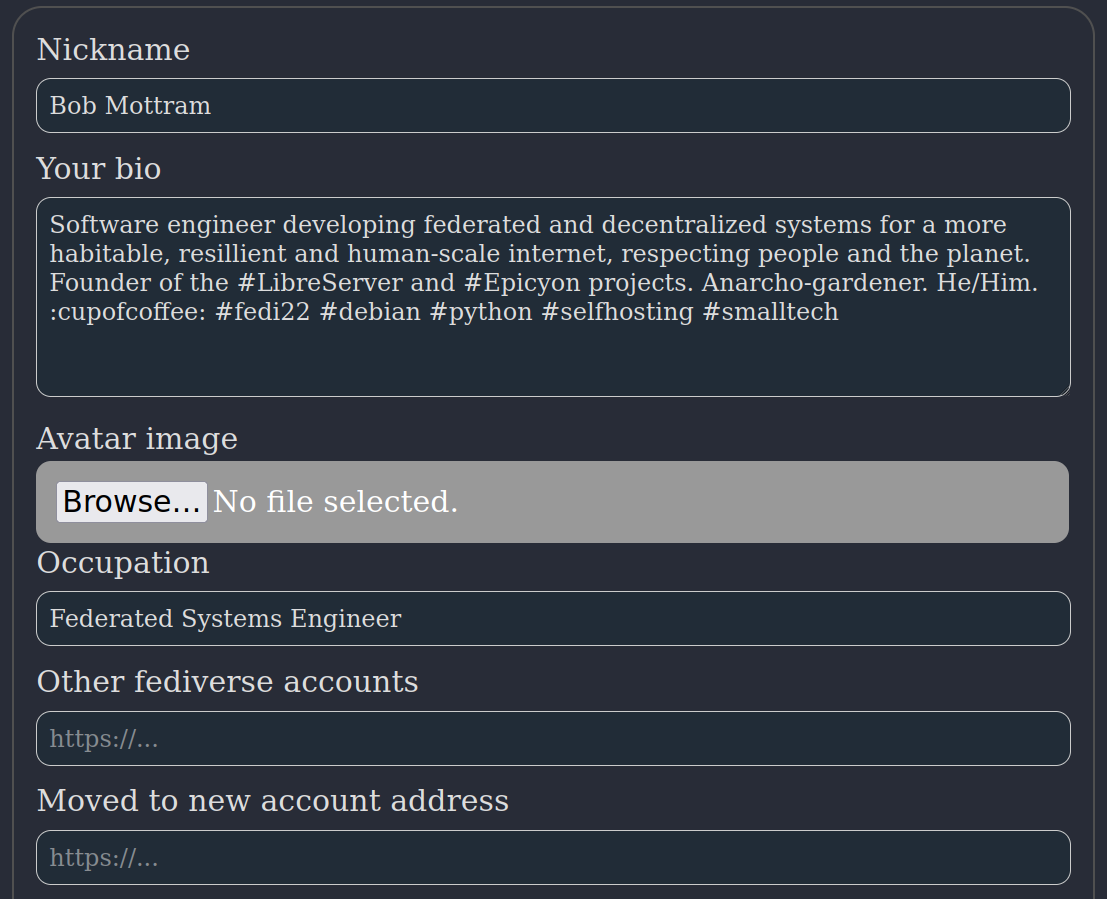 Nickname
Bob Mottram
Your bio
Software engineer developing federated and decentralized systems for a more
habitable, resillient and human-scale internet, respecting people and the planet.
Founder of the #LibreServer and #Epicyon projects. Anarcho-gardener. He/Him.
:cupofcoffee: #fedi22 #debian #python #selfhosting #smalltech
Avatar image
Browse... No file selected.
Occupation
Federated Systems Engineer
Other fediverse accounts
https://...
Moved to new account address
https://...